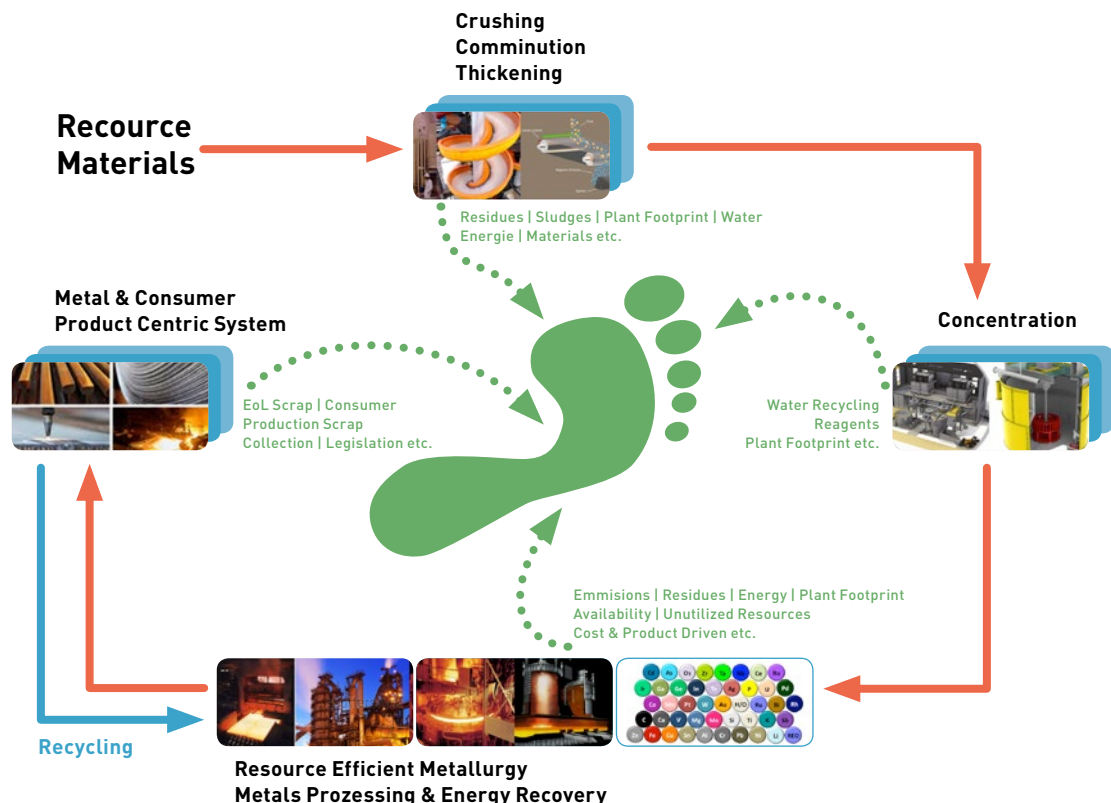 Crushing
Comminution
Thickening
Recource
Materials
Residues | Sludges | Plant Footprint | Water
Energie | Materials etc.
Metal & Consumer
Product Centric System
Concentration
EoL Scrap | Consumer
Production Scrap
Collection | Legislation etc.
Water Recycling
Reagents
Plant Footprint etc.
Emmisions | Residues | Energy | Plant Footprint
Availability | Unutilized Resources
Cost & Product Driven etc.
Recycling
Resource Efficient Metallurgy
Metals Prozessing & Energy Recovery